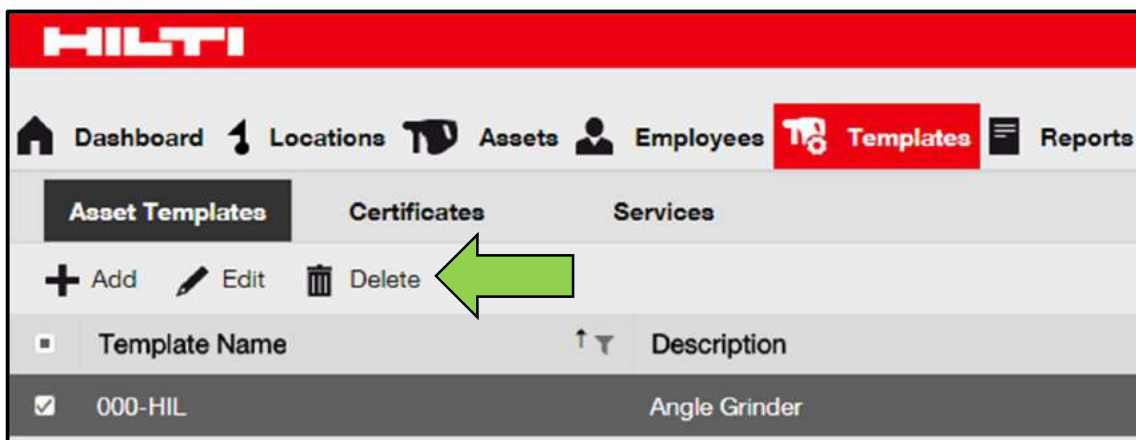 HILTI
Dashboard Locations Assets Employees Templates Reports
Asset Templates Certificates Services
Add Edit Delete
Template Name Description
000-HIL Angle Grinder